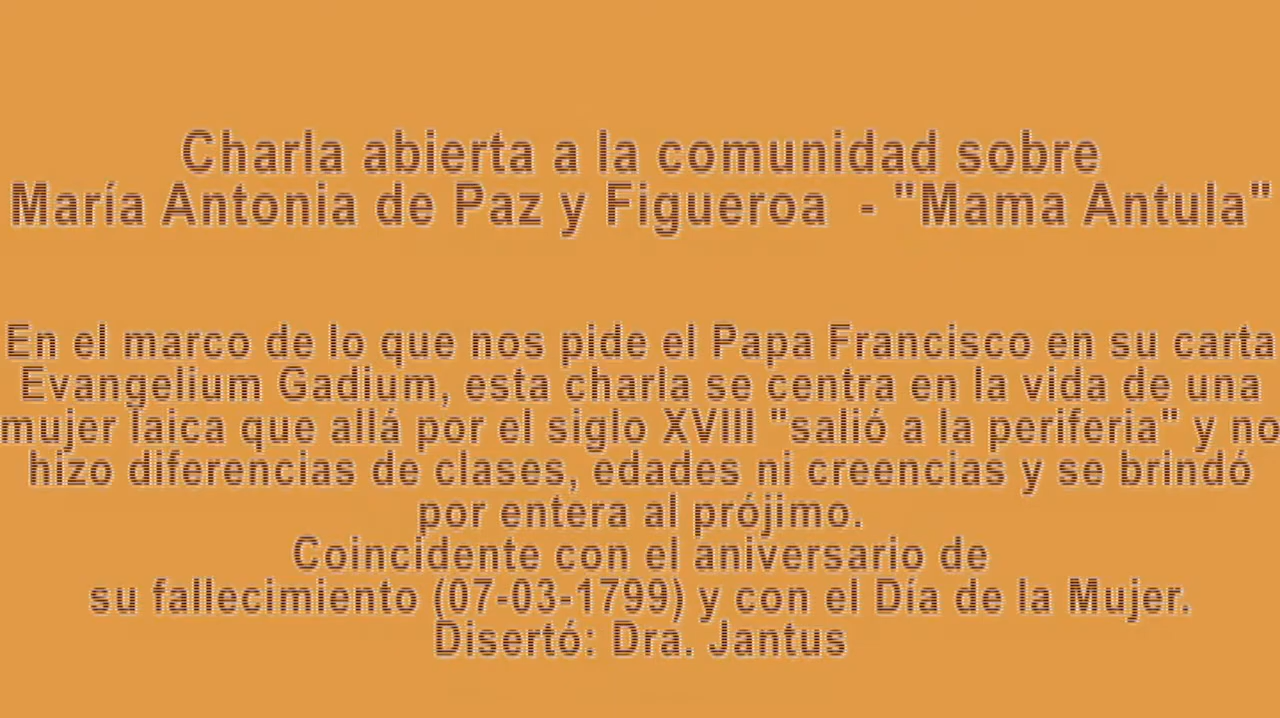 Charla abierta a la comunidad sobre
María Antonia de Paz y Figueroa - "Mama Antula"
En el marco de lo que nos pide el Papa Francisco en su carta
Evangelium Gadium, esta charla se centra en la vida de una
mujer laica que allá por el siglo XVIII "salió a la periferia" y no
hizo diferencias de clases, edades ni creencias y se brindó
por entera al prójimo.
Coincidente con el aniversario de
su fallecimiento (07-03-1799) y con el Día de la Mujer.
Disertó: Dra. Jantus